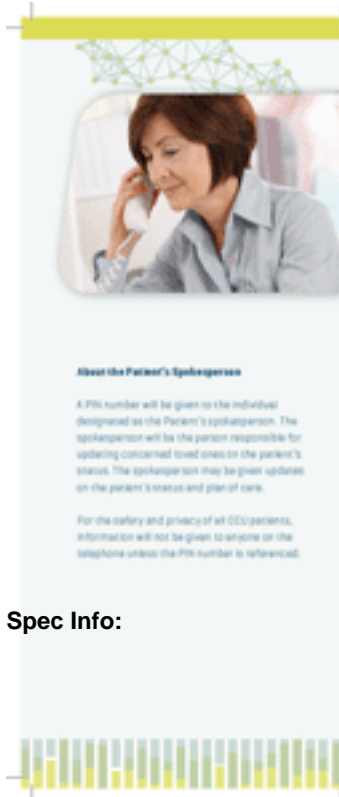 About the Patient's Spokesperson
A PIN number will be given to the individual
designated as the Patient's spokesperson. The
spokesperson will be the person responsible for
updating concerned loved ones on the patient's
status. The spokesperson may be given updates
on the patient's status and plan of care.
For the safety and privacy of all CCU patients,
information will not be given to anyone on the
telephone unless the PIN number is referenced.
Spec Info: